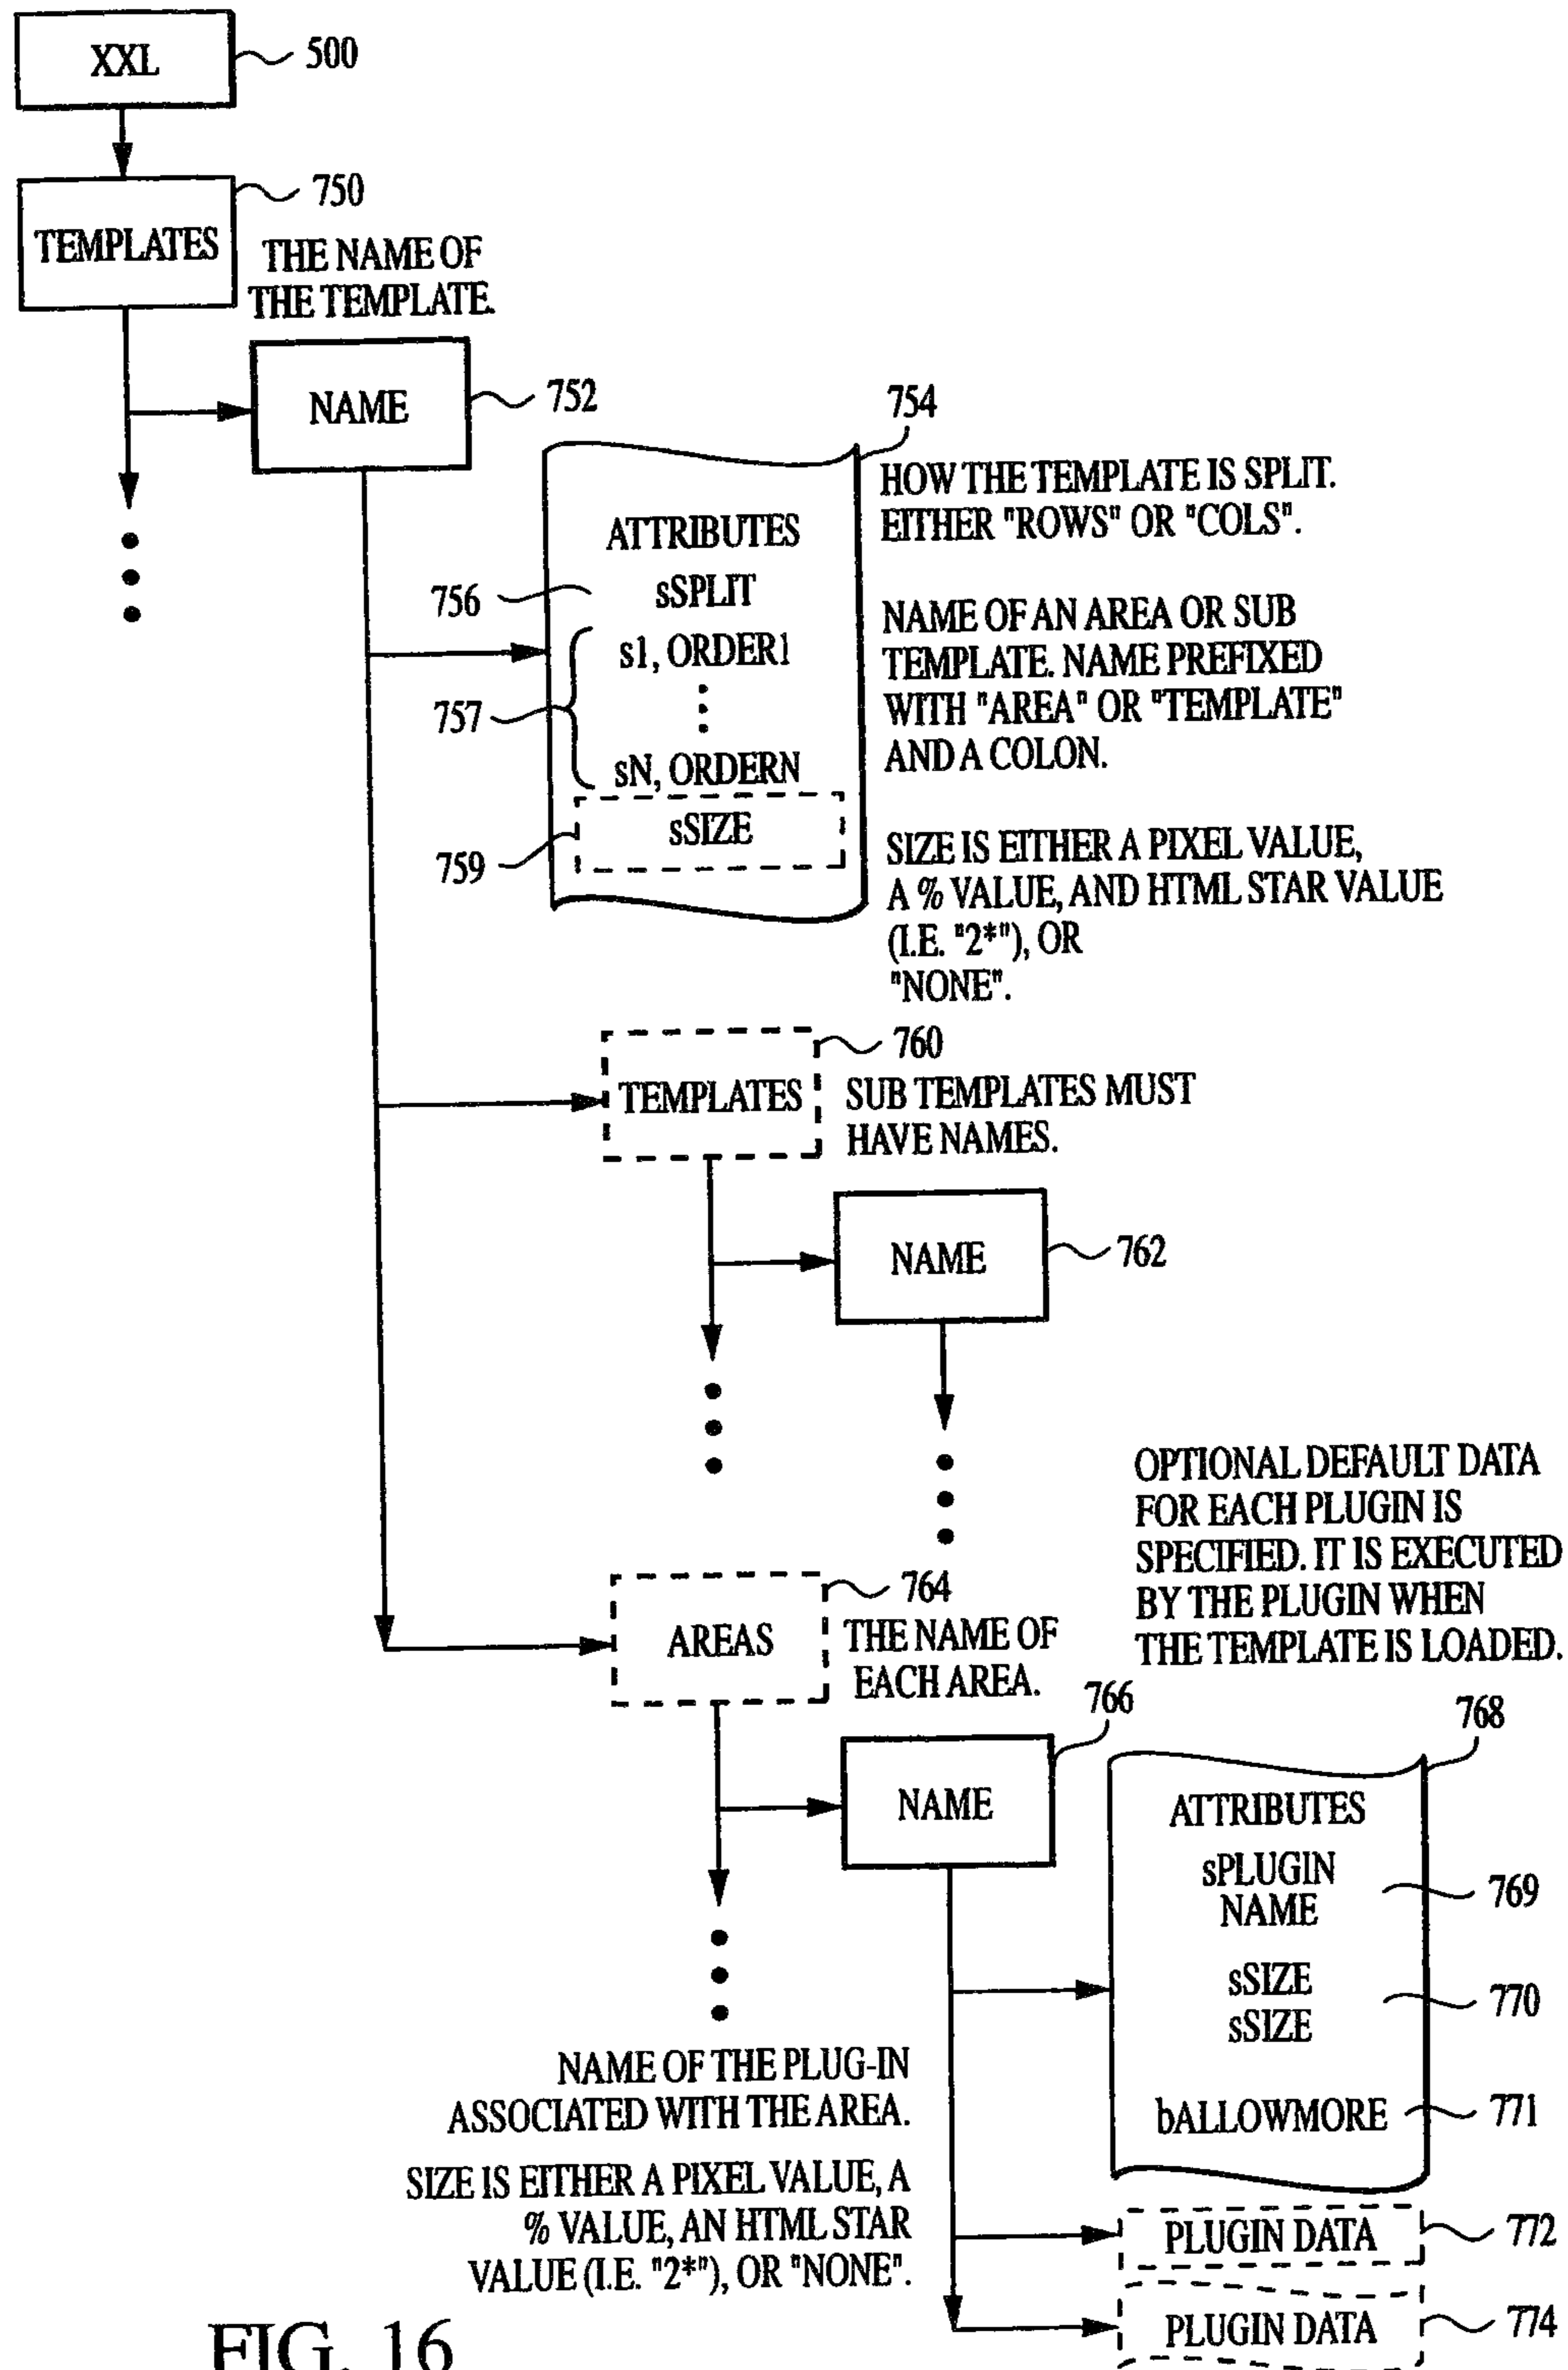 XXL
500
750
TEMPLATES
THE NAME OF
THE TEMPLATE.
NAME
752
754
ATTRIBUTES
756
sSPLIT
757
s1, ORDER1
sN, ORDERN
759
sSIZE
HOW THE TEMPLATE IS SPLIT.
EITHER "ROWS" OR "COLS".
NAME OF AN AREA OR SUB
TEMPLATE. NAME PREFIXED
WITH "AREA" OR "TEMPLATE"
AND A COLON.
SIZE IS EITHER A PIXEL VALUE,
A % VALUE, AND HTML STAR VALUE
(I.E. "2*"), OR
"NONE".
760
TEMPLATES
SUB TEMPLATES MUST
HAVE NAMES.
NAME
762
764
AREAS
THE NAME OF
EACH AREA.
OPTIONAL DEFAULT DATA
FOR EACH PLUGIN IS
SPECIFIED. IT IS EXECUTED
BY THE PLUGIN WHEN
THE TEMPLATE IS LOADED.
766
NAME
768
ATTRIBUTES
sPLUGIN
NAME
769
sSIZE
sSIZE
770
bALLOWMORE
771
NAME OF THE PLUG-IN
ASSOCIATED WITH THE AREA.
SIZE IS EITHER A PIXEL VALUE, A
% VALUE, AN HTML STAR
VALUE (I.E. "2*"), OR "NONE".
PLUGIN DATA
772
PLUGIN DATA
774
FIG. 16